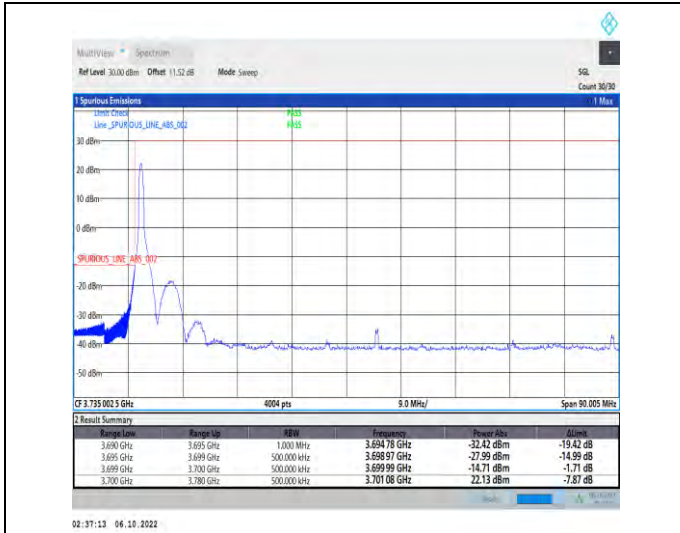 MultiView Spectrum
Ref Level 30.00 dBm Offset 11.52 dB Mode Sweep SGL
Count 30/30
1 Spurious Emissions 1 Max
Limit Check PASS
Line _SPURIOUS_LINE_ABS_002 PASS
30 dBm
20 dBm
10 dBm
0 dBm
_SPURIOUS_LINE_ABS_002
-20 dBm
-30 dBm
-40 dBm
-50 dBm
CF 3.735 002 5 GHz 4004 pts 9.0 MHz/ Span 90.005 MHz
2 Result Summary
Range Low Range Up RBW Frequency Power Abs ΔLimit
3.690 GHz 3.695 GHz 1.000 MHz 3.694 78 GHz -32.42 dBm -19.42 dB
3.695 GHz 3.699 GHz 500.000 kHz 3.698 97 GHz -27.99 dBm -14.99 dB
3.699 GHz 3.700 GHz 500.000 kHz 3.699 99 GHz -14.71 dBm -1.71 dB
3.700 GHz 3.780 GHz 500.000 kHz 3.701 08 GHz 22.13 dBm -7.87 dB
02:37:13 06.10.2022